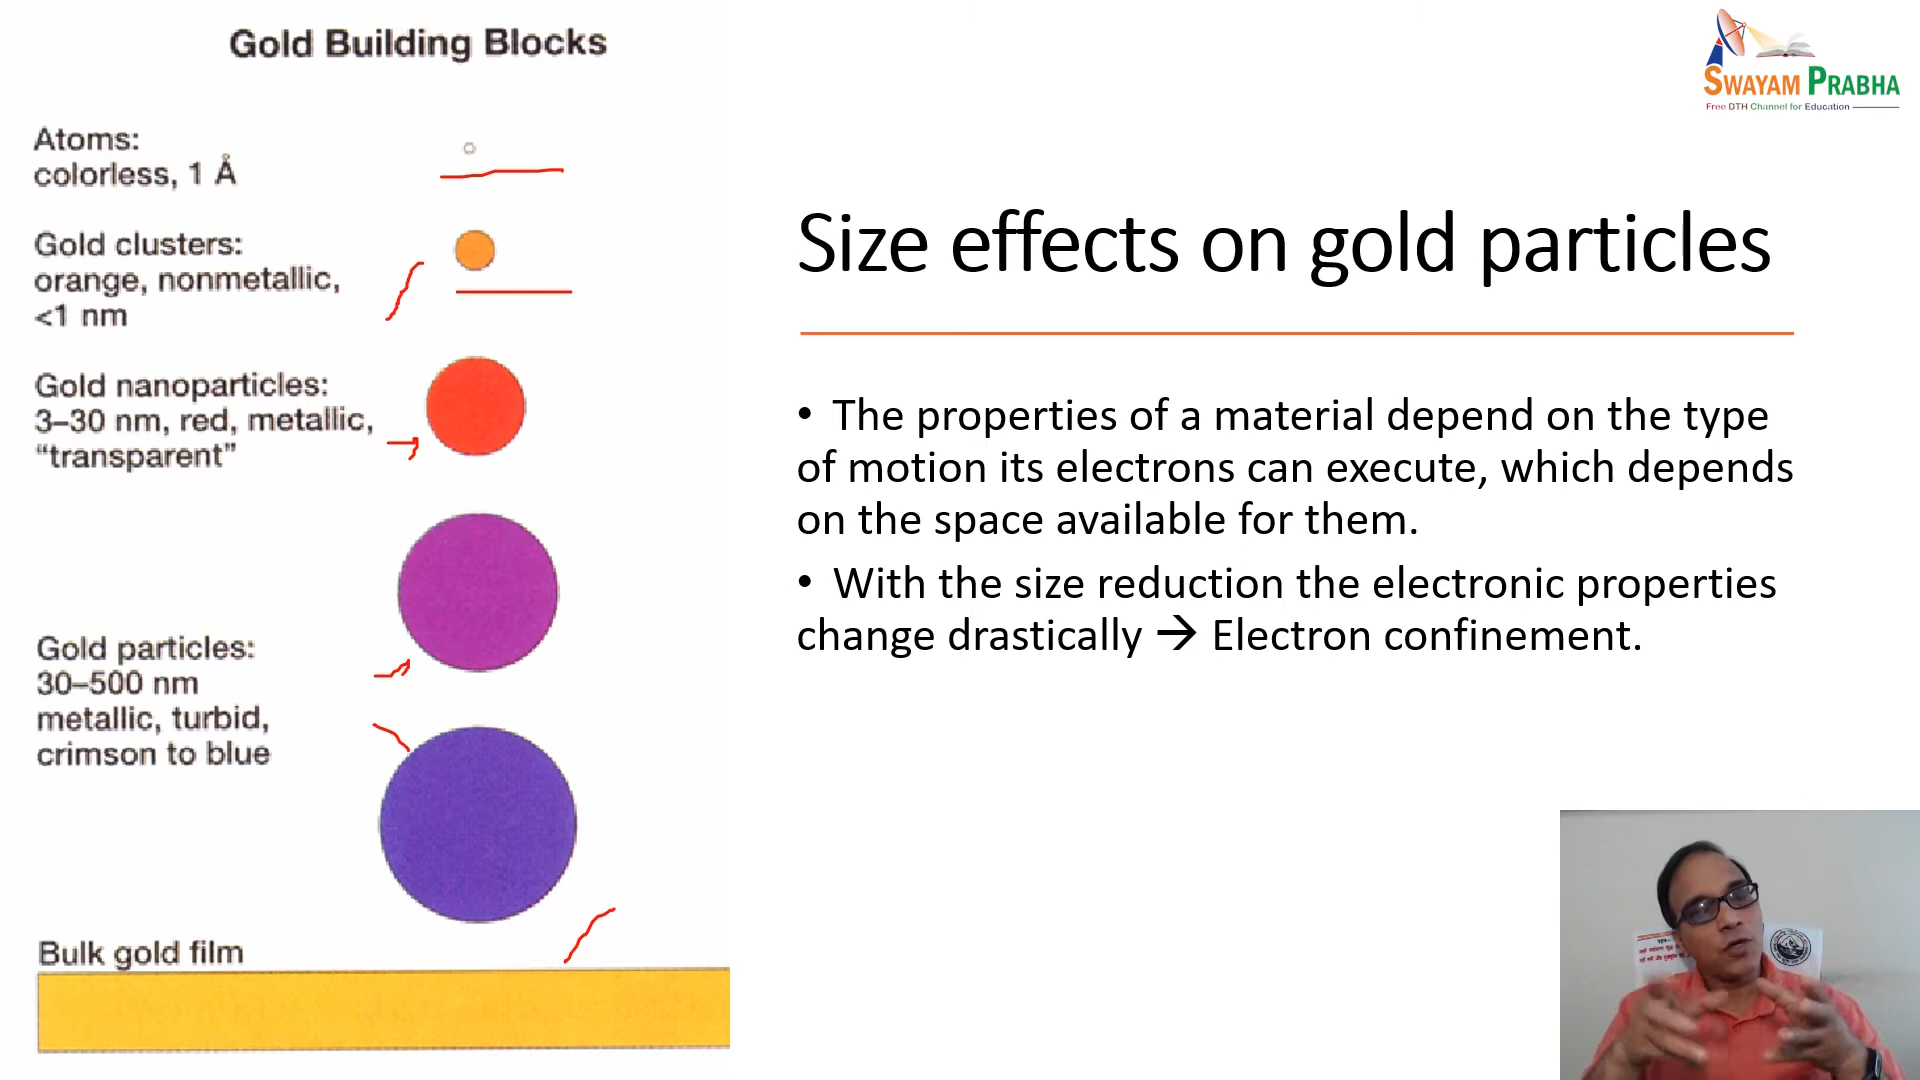 Gold Building Blocks
Atoms:
colorless, 1 Å
Gold clusters:
orange, nonmetallic,
<1 nm
Gold nanoparticles:
3–30 nm, red, metallic,
“transparent”
Gold particles:
30–500 nm
metallic, turbid,
crimson to blue
Bulk gold film
SWAYAM PRABHA
Free DTH Channel for Education
Size effects on gold particles
• The properties of a material depend on the type
of motion its electrons can execute, which depends
on the space available for them.
• With the size reduction the electronic properties
change drastically → Electron confinement.